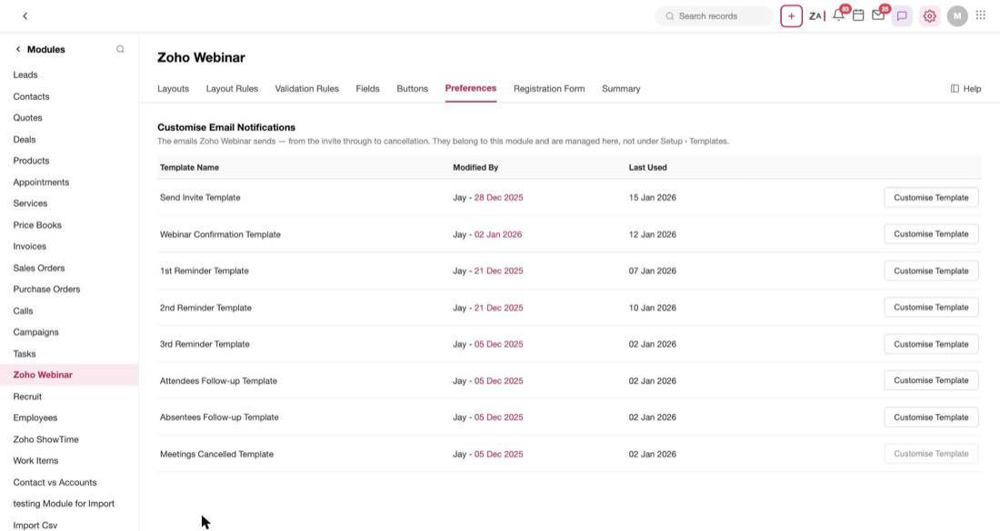 Search records
+
ZA
83
25
M
Modules
Leads
Contacts
Quotes
Deals
Products
Appointments
Services
Price Books
Invoices
Sales Orders
Purchase Orders
Calls
Campaigns
Tasks
Zoho Webinar
Recruit
Employees
Zoho ShowTime
Work Items
Contact vs Accounts
testing Module for Import
Import Csv
Zoho Webinar
Layouts Layout Rules Validation Rules Fields Buttons Preferences Registration Form Summary Help
Customise Email Notifications
The emails Zoho Webinar sends — from the invite through to cancellation. They belong to this module and are managed here, not under Setup › Templates.
Template Name Modified By Last Used
Send Invite Template Jay - 28 Dec 2025 15 Jan 2026 Customise Template
Webinar Confirmation Template Jay - 02 Jan 2026 12 Jan 2026 Customise Template
1st Reminder Template Jay - 21 Dec 2025 07 Jan 2026 Customise Template
2nd Reminder Template Jay - 21 Dec 2025 10 Jan 2026 Customise Template
3rd Reminder Template Jay - 05 Dec 2025 02 Jan 2026 Customise Template
Attendees Follow-up Template Jay - 05 Dec 2025 02 Jan 2026 Customise Template
Absentees Follow-up Template Jay - 05 Dec 2025 02 Jan 2026 Customise Template
Meetings Cancelled Template Jay - 05 Dec 2025 02 Jan 2026 Customise Template